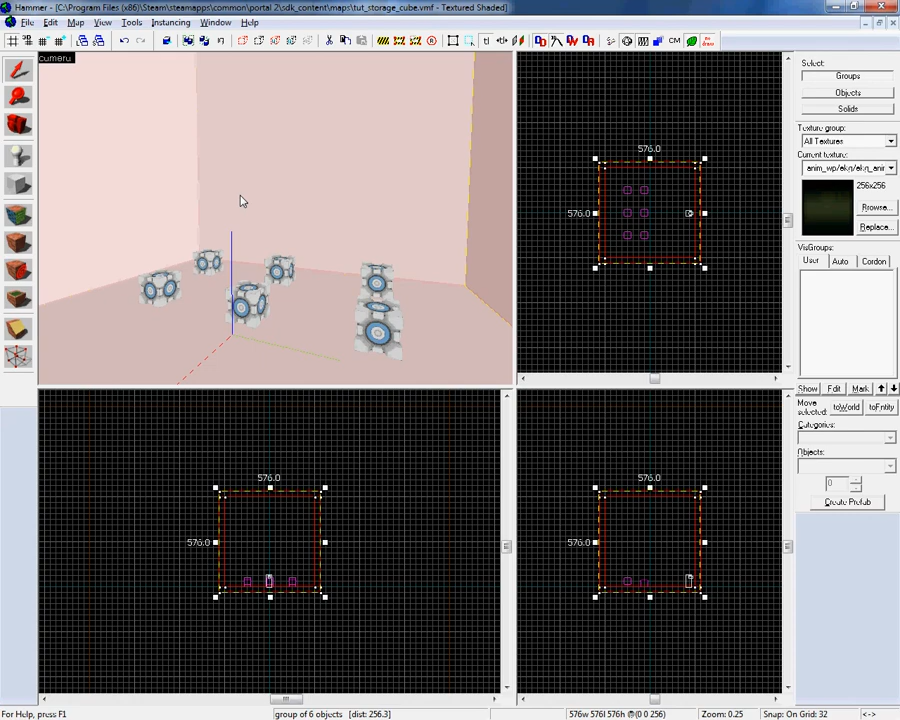 Hammer - [C:\Program Files (x86)\Steam\steamapps\common\portal 2\sdk_content\maps\tut_storage_cube.vmf - Textured Shaded]
File Edit Map View Tools Instancing Window Help
CM
camera
Select:
Groups
Objects
Solids
Texture group:
All Textures
Current texture:
anim_wp/ekg/ekg_anir
256x256
Browse...
Replace...
VisGroups:
User Auto Cordon
Show Edit Mark
Move selected: toWorld toEntity
Categories:
Objects:
0
Create Prefab
576.0
576.0
576.0
576.0
576.0
576.0
For Help, press F1
group of 6 objects [dist: 256.3]
576w 576l 576h @(0 0 256)
Zoom: 0.25
Snap: On Grid: 32
<->